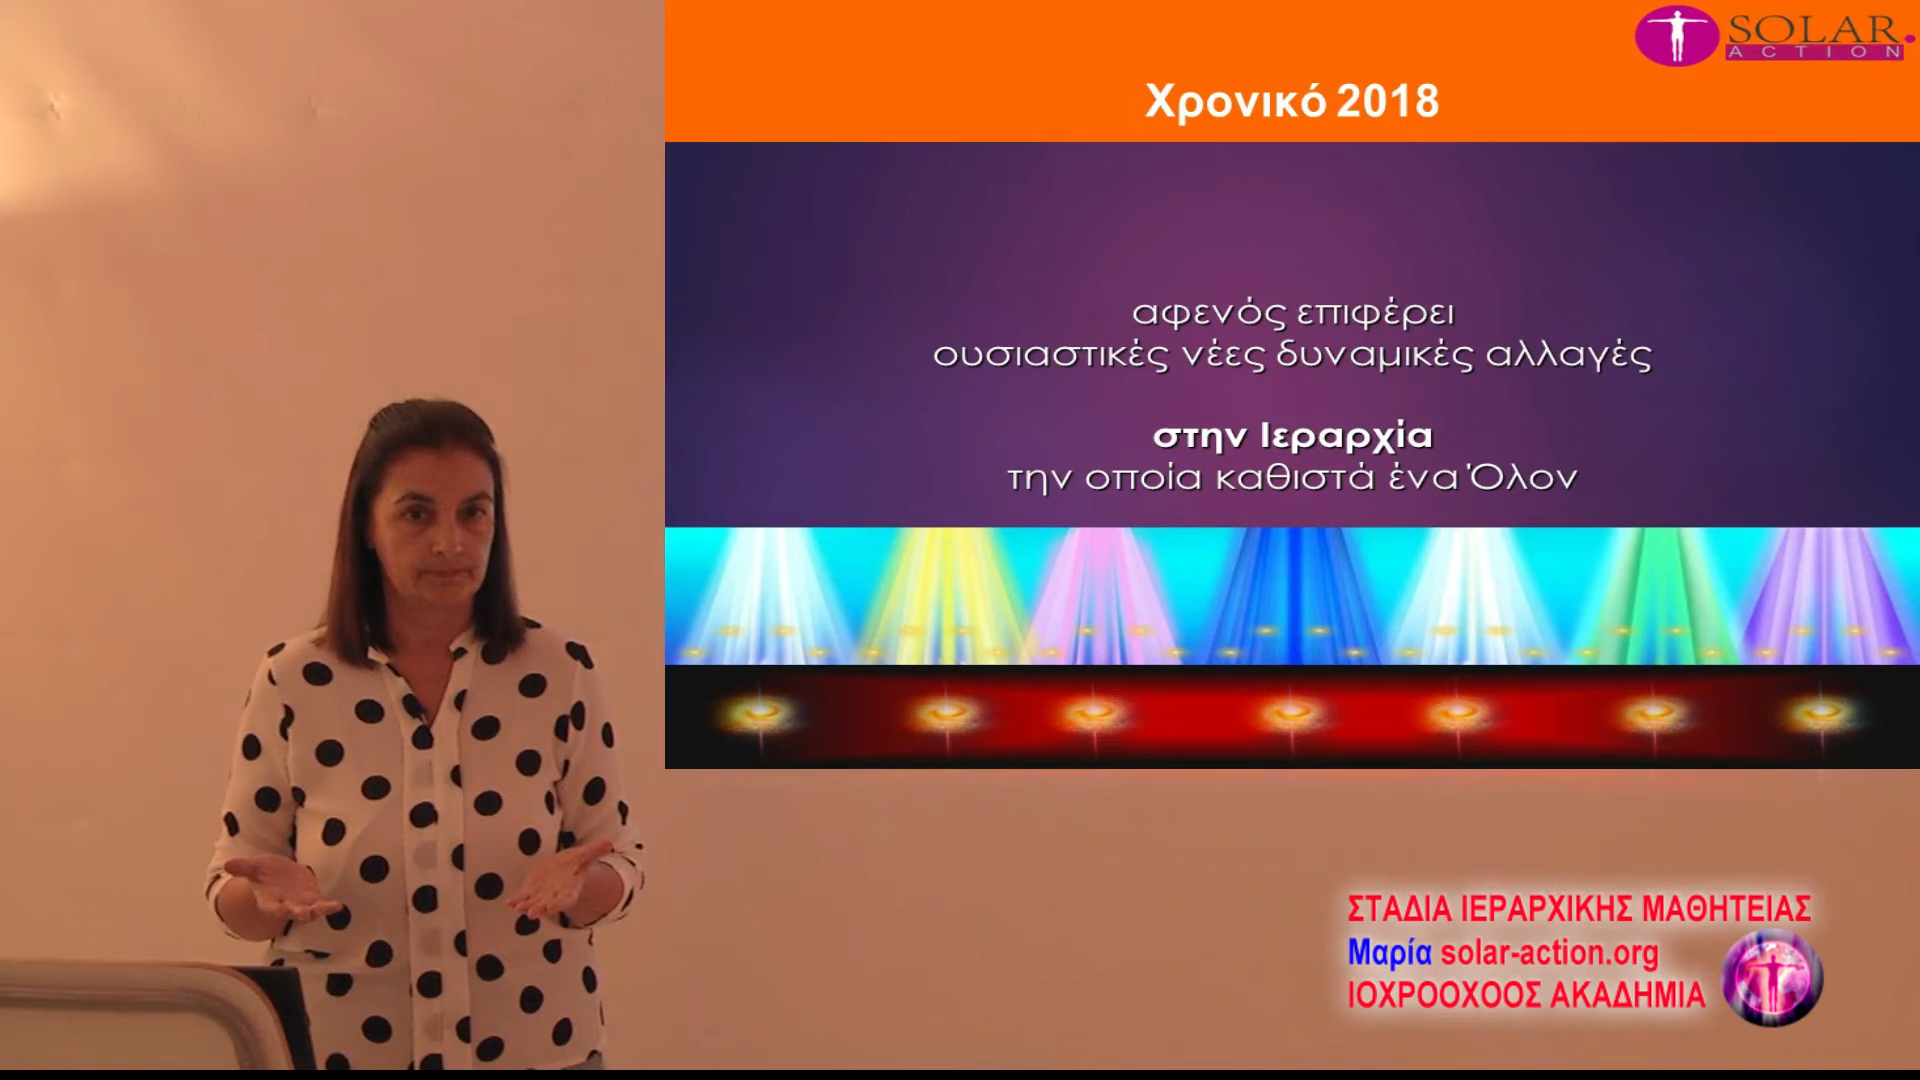 SOLAR.
ACTION
Χρονικό 2018
αφενός επιφέρει
ουσιαστικές νέες δυναμικές αλλαγές
στην Ιεραρχία
την οποία καθιστά ένα Όλον
ΣΤΑΔΙΑ ΙΕΡΑΡΧΙΚΗΣ ΜΑΘΗΤΕΙΑΣ
Μαρία solar-action.org
ΙΟΧΡΟΟΧΟΟΣ ΑΚΑΔΗΜΙΑ